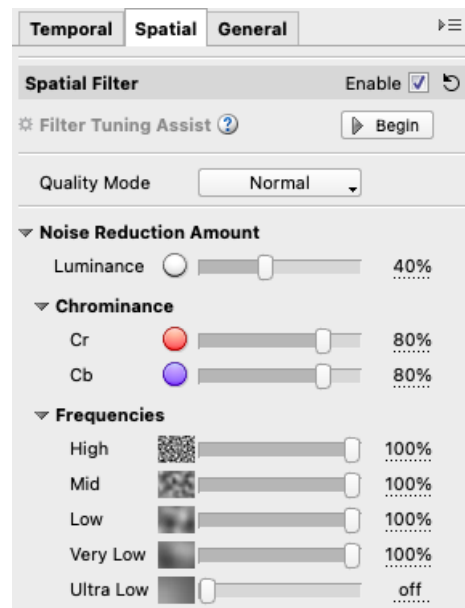 Temporal Spatial General
Spatial Filter Enable
Filter Tuning Assist ? Begin
Quality Mode Normal
Noise Reduction Amount
Luminance 40%
Chrominance
Cr 80%
Cb 80%
Frequencies
High 100%
Mid 100%
Low 100%
Very Low 100%
Ultra Low off